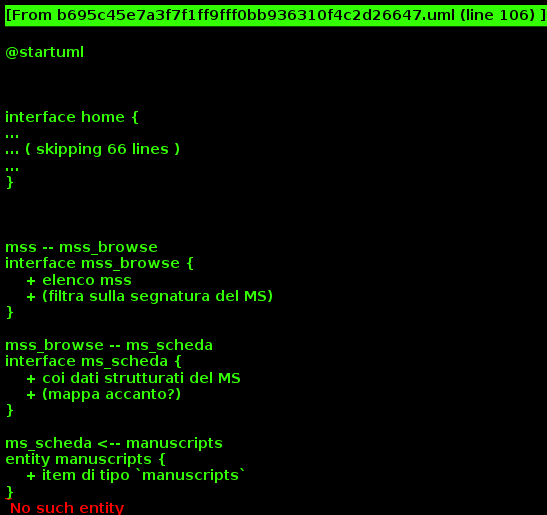 [From b695c45e7a3f7f1ff9fff0bb936310f4c2d26647.uml (line 106) ]
@startuml
interface home {
...
... ( skipping 66 lines )
...
}
mss -- mss_browse
interface mss_browse {
+ elenco mss
+ (filtra sulla segnatura del MS)
}
mss_browse -- ms_scheda
interface ms_scheda {
+ coi dati strutturati del MS
+ (mappa accanto?)
}
ms_scheda <-- manuscripts
entity manuscripts {
+ item di tipo `manuscripts`
}
No such entity